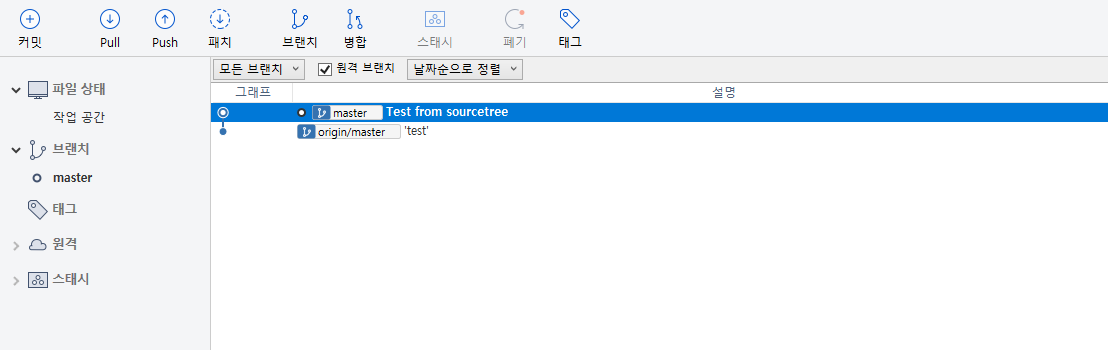 커밋 Pull Push 패치 브랜치 병합 스태시 폐기 태그
모든 브랜치 원격 브랜치 날짜순으로 정렬
그래프 설명
master Test from sourcetree
origin/master 'test'
파일 상태
작업 공간
브랜치
master
태그
원격
스태시